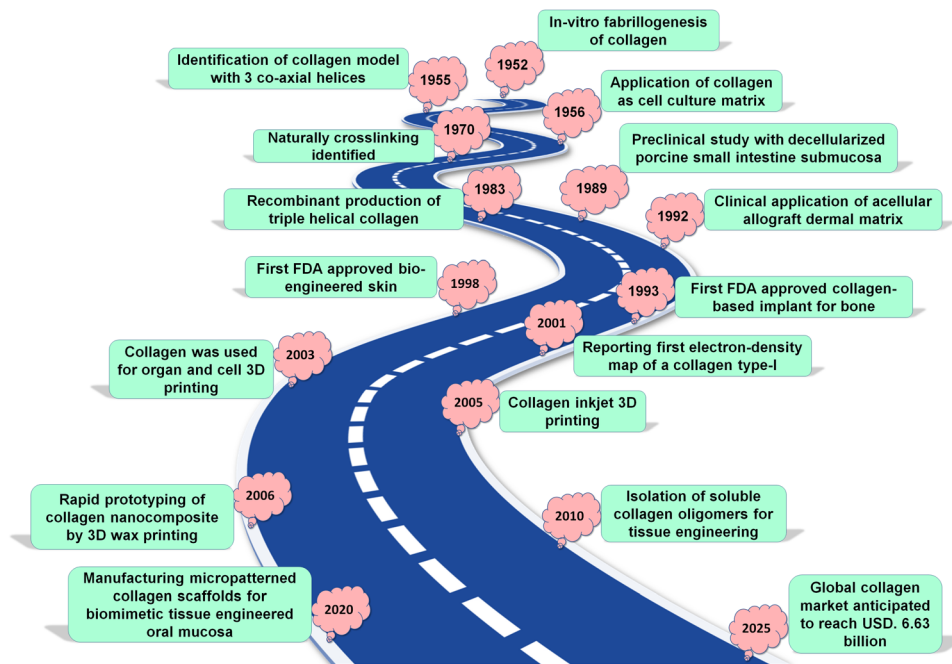 In-vitro fabrillogenesis
of collagen
1952
Identification of collagen model
with 3 co-axial helices
1955
Application of collagen
as cell culture matrix
1956
Naturally crosslinking
identified
1970
Preclinical study with decellularized
porcine small intestine submucosa
1989
Recombinant production of
triple helical collagen
1983
Clinical application of acellular
allograft dermal matrix
1992
First FDA approved bio-
engineered skin
1998
First FDA approved collagen-
based implant for bone
1993
Collagen was used
for organ and cell 3D
printing
2003
Reporting first electron-density
map of a collagen type-I
2001
Collagen inkjet 3D
printing
2005
Rapid prototyping of
collagen nanocomposite
by 3D wax printing
2006
Isolation of soluble
collagen oligomers for
tissue engineering
2010
Manufacturing micropatterned
collagen scaffolds for
biomimetic tissue engineered
oral mucosa
2020
Global collagen
market anticipated
to reach USD. 6.63
billion
2025